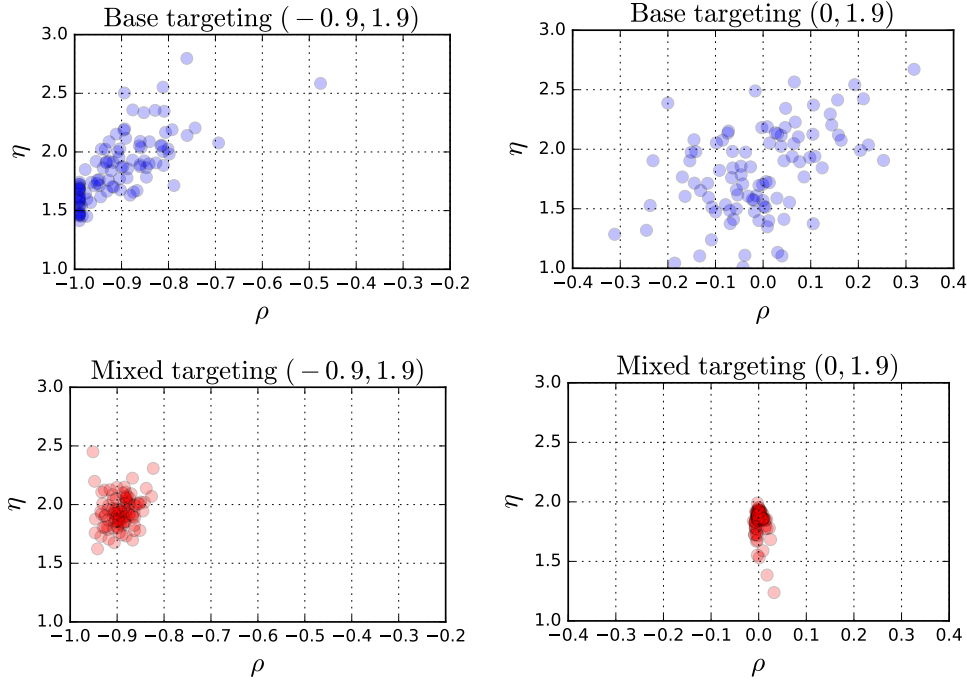 Base targeting (−0.9, 1.9)
3.0
2.5
η 2.0
1.5
1.0
−1.0 −0.9 −0.8 −0.7 −0.6 −0.5 −0.4 −0.3 −0.2
ρ
Base targeting (0, 1.9)
3.0
2.5
η 2.0
1.5
1.0
−0.4 −0.3 −0.2 −0.1 0.0 0.1 0.2 0.3 0.4
ρ
Mixed targeting (−0.9, 1.9)
3.0
2.5
η 2.0
1.5
1.0
−1.0 −0.9 −0.8 −0.7 −0.6 −0.5 −0.4 −0.3 −0.2
ρ
Mixed targeting (0, 1.9)
3.0
2.5
η 2.0
1.5
1.0
−0.4 −0.3 −0.2 −0.1 0.0 0.1 0.2 0.3 0.4
ρ